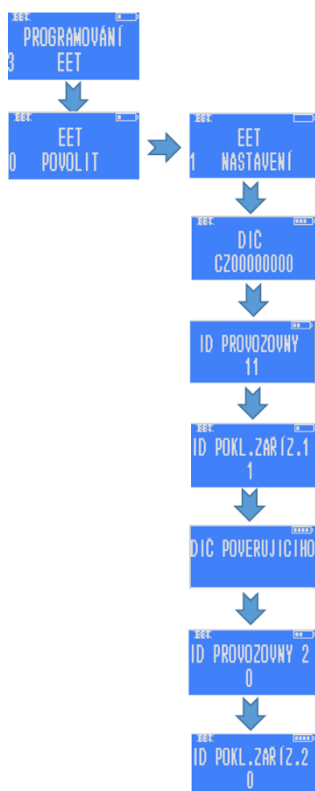 EET
PROGRAMOVÁNÍ
3 EET
EET
EET
0 POVOLIT
EET
EET
1 NASTAVENÍ
EET
DIČ
CZ00000000
EET
ID PROVOZOVNY
11
EET
ID POKL.ZAŘÍZ.1
1
EET
DIČ POVERUJICIHO
EET
ID PROVOZOVNY 2
0
EET
ID POKL.ZAŘÍZ.2
0